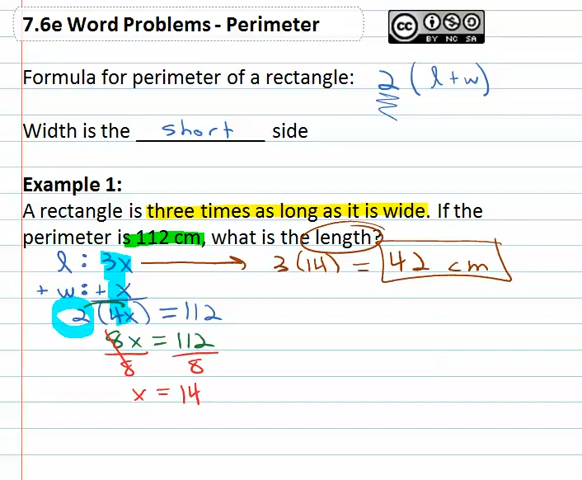 7.6e Word Problems - Perimeter
cc BY NC SA
Formula for perimeter of a rectangle: 2 (l + w)
Width is the short side
Example 1:
A rectangle is three times as long as it is wide. If the
perimeter is 112 cm, what is the length?
l : 3x → 3 (14) = 42 cm
+ w: + x
2 (4x) = 112
8x = 112
8 8
x = 14